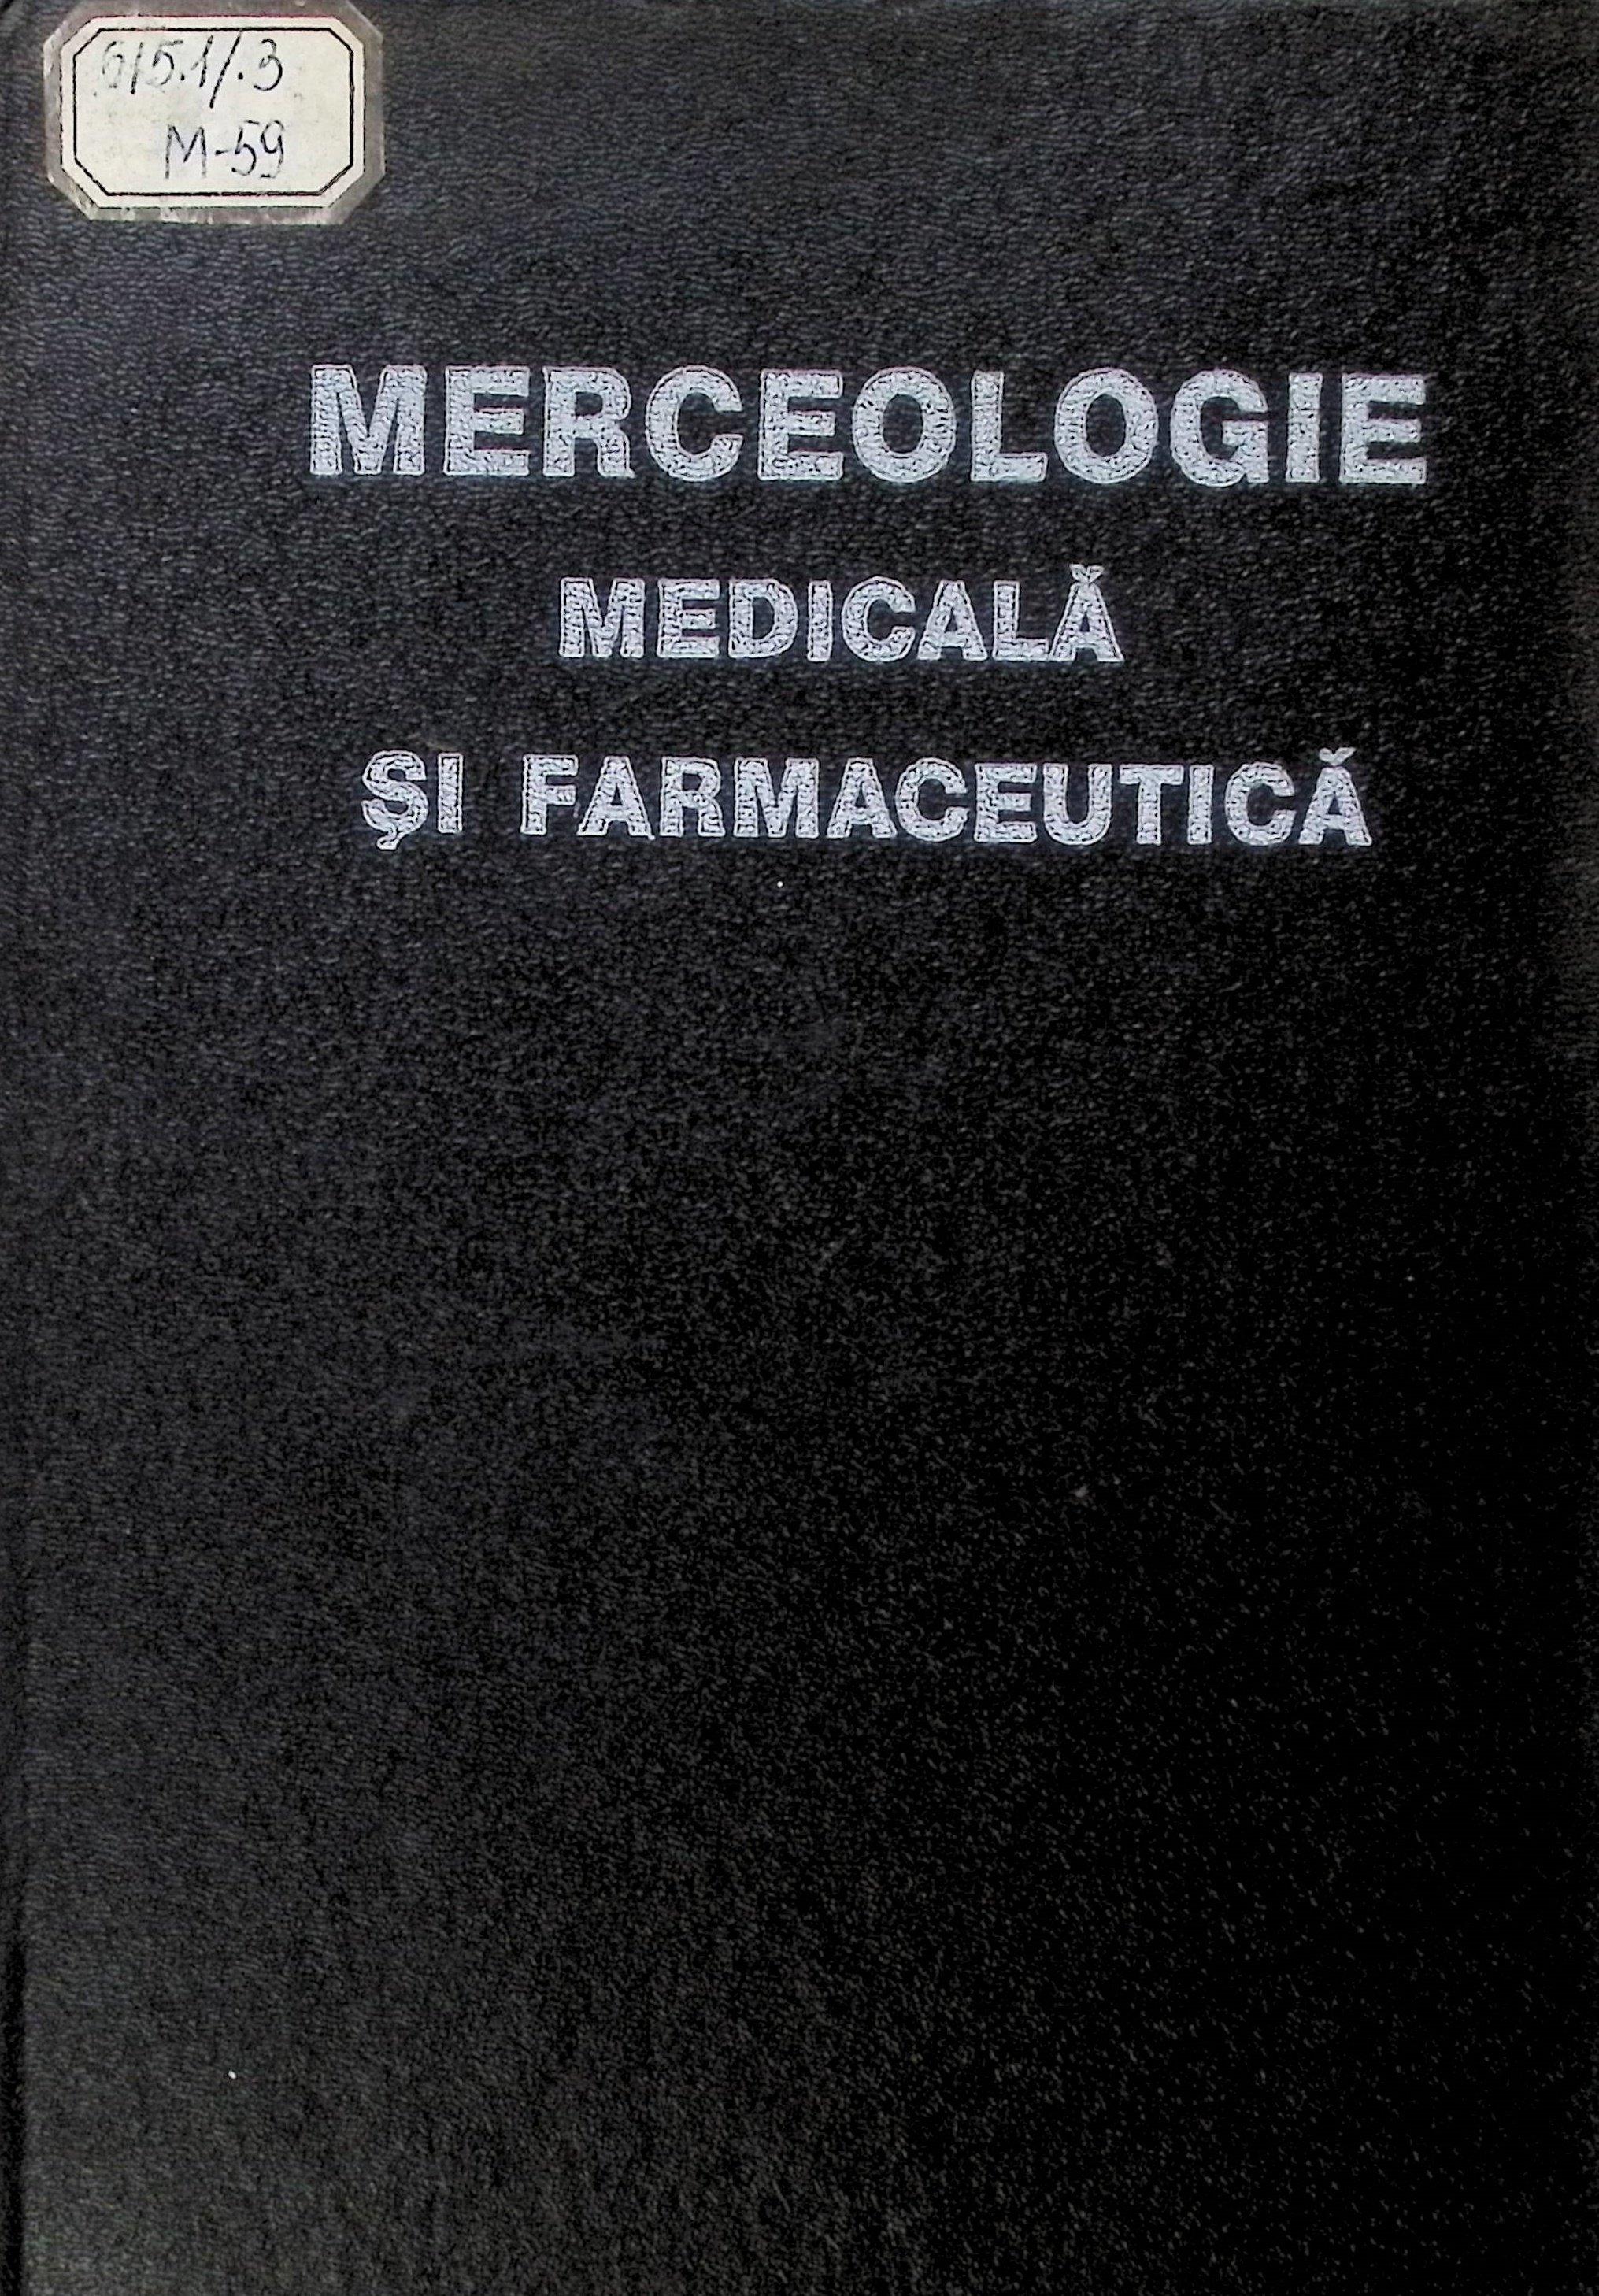 615.1/.3
M-59
MERCEOLOGIE
MEDICALĂ
ŞI FARMACEUTICĂ